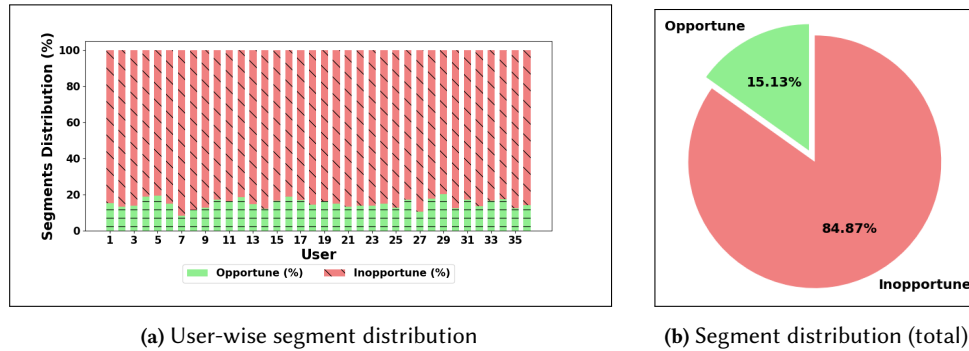 100
80
60
40
20
0
Segments Distribution (%)
1 3 5 7 9 11 13 15 17 19 21 23 25 27 29 31 33 35
User
Opportune (%) Inopportune (%)
(a) User-wise segment distribution
Opportune
15.13%
84.87%
Inopportune
(b) Segment distribution (total)